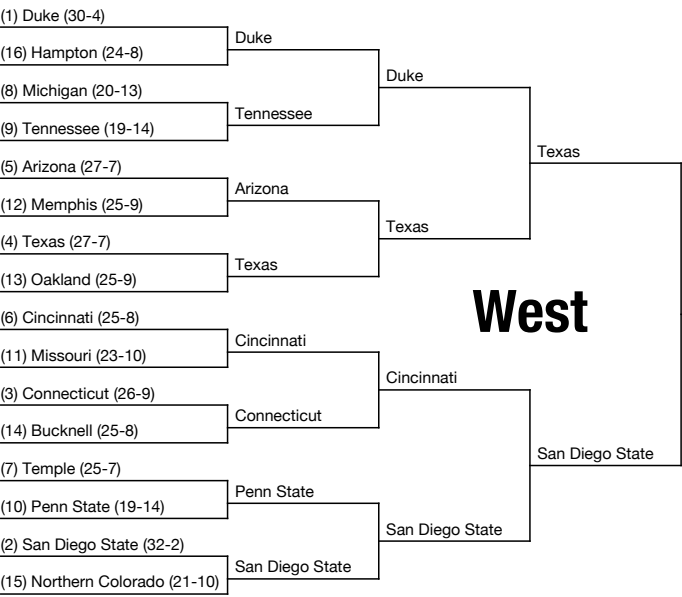 (1) Duke (30-4)
Duke
(16) Hampton (24-8)
Duke
(8) Michigan (20-13)
Tennessee
(9) Tennessee (19-14)
Texas
(5) Arizona (27-7)
Arizona
(12) Memphis (25-9)
Texas
(4) Texas (27-7)
Texas
(13) Oakland (25-9)
West
(6) Cincinnati (25-8)
Cincinnati
(11) Missouri (23-10)
Cincinnati
(3) Connecticut (26-9)
Connecticut
(14) Bucknell (25-8)
San Diego State
(7) Temple (25-7)
Penn State
(10) Penn State (19-14)
San Diego State
(2) San Diego State (32-2)
San Diego State
(15) Northern Colorado (21-10)